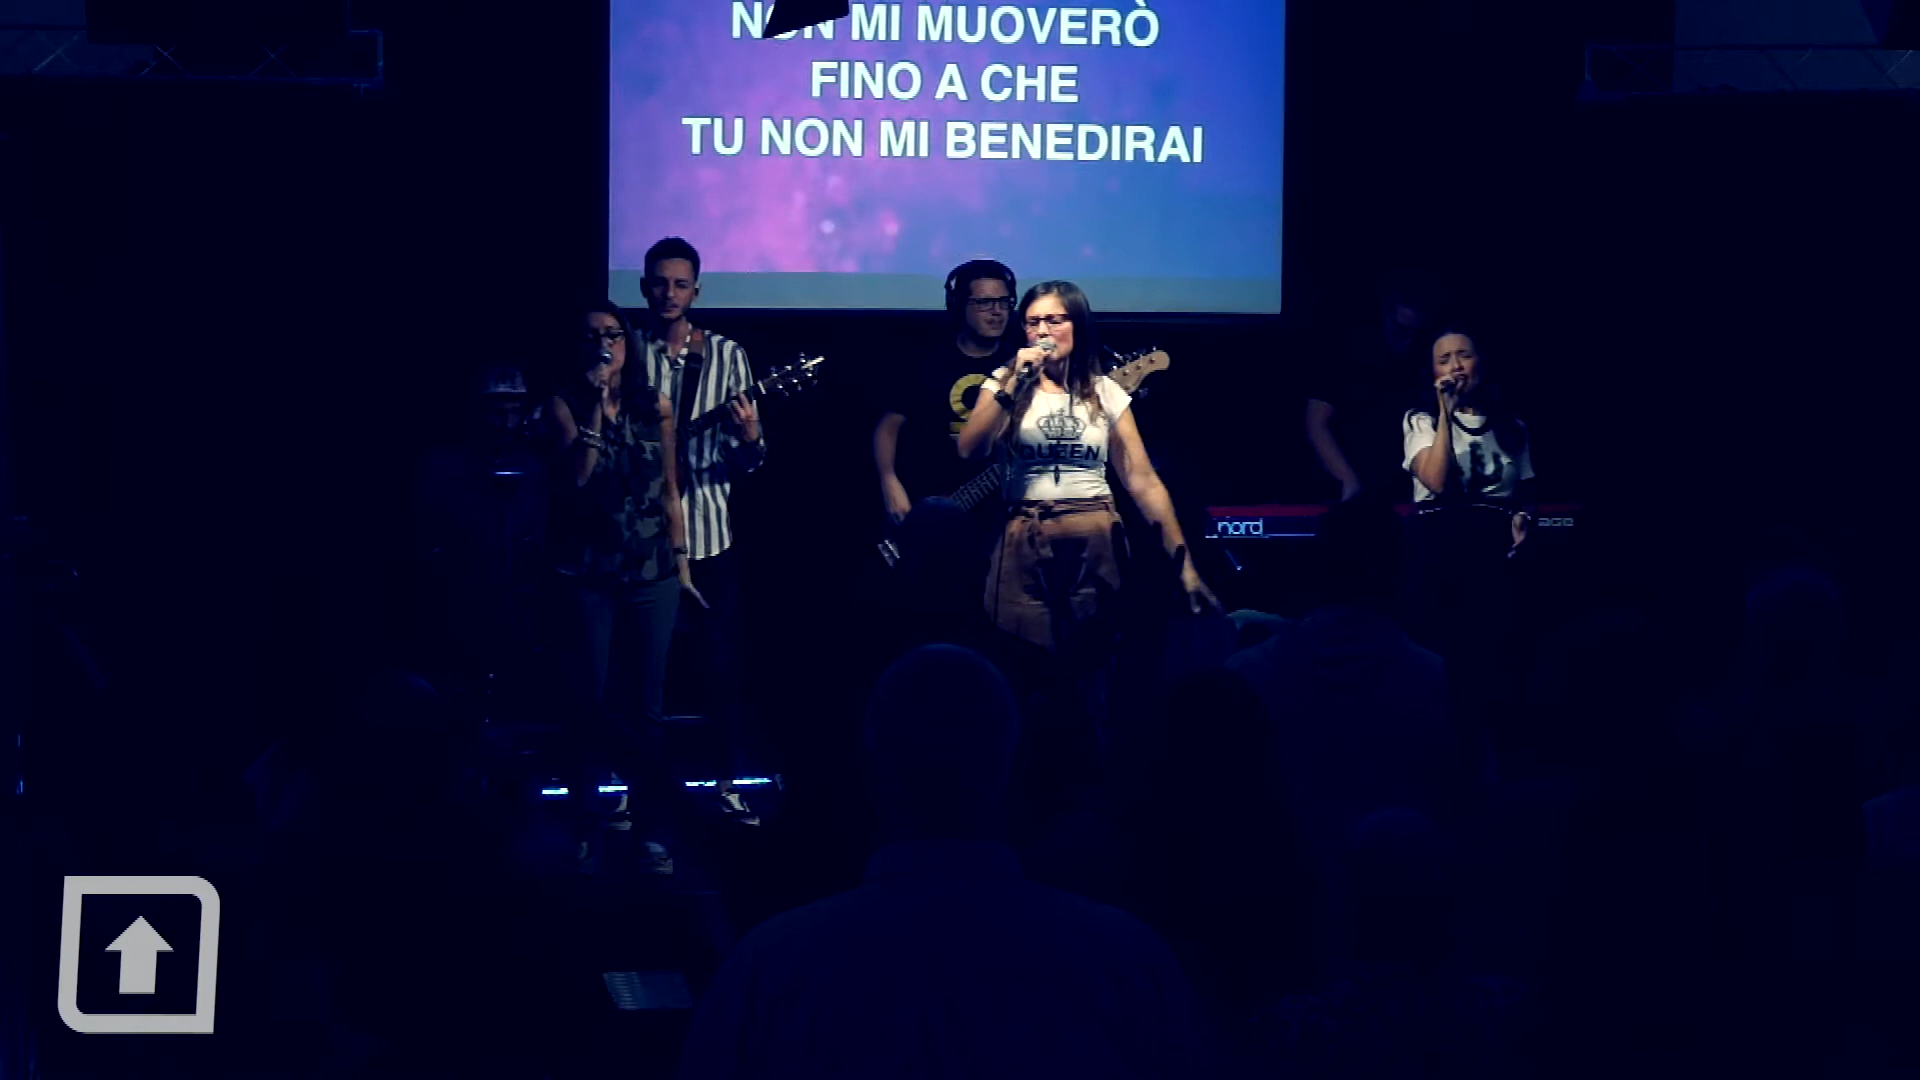 NON MI MUOVERÒ
FINO A CHE
TU NON MI BENEDIRAI
QUEEN
nord